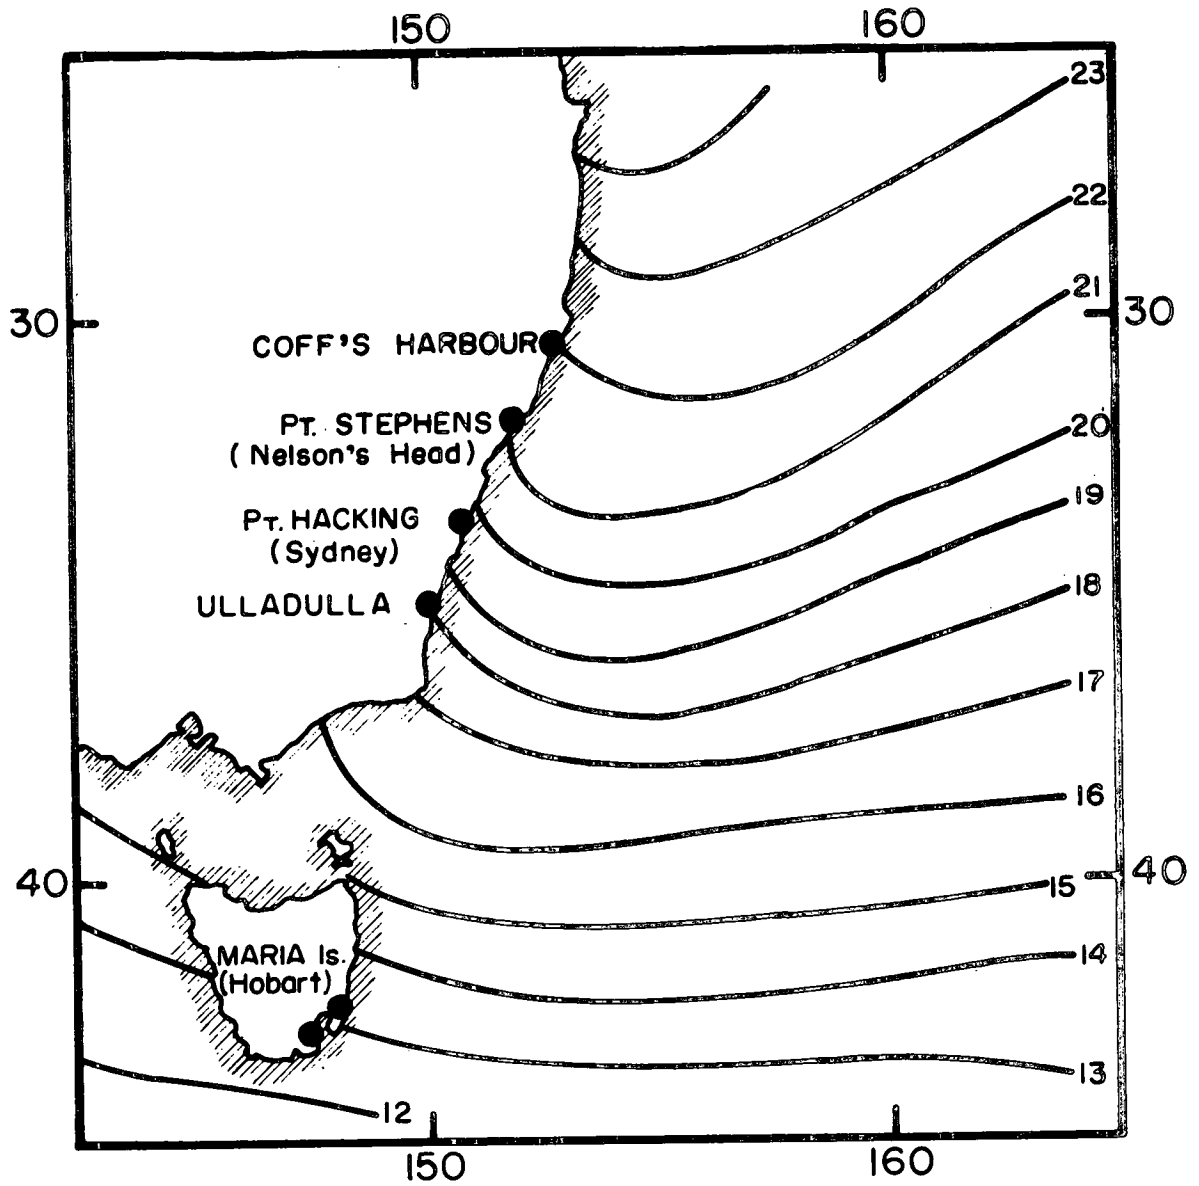 150 160
23
22
21
30 30
COFF'S HARBOUR
PT. STEPHENS
(Nelson's Head)
20
19
PT. HACKING
(Sydney)
18
ULLADULLA
17
16
40 40
15
14
MARIA Is.
(Hobart)
13
12
150 160